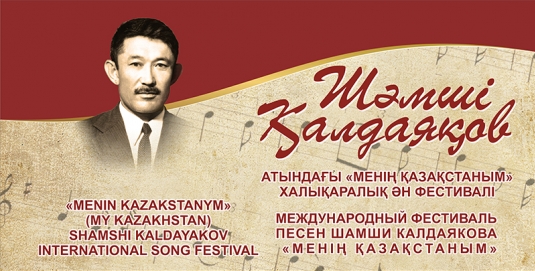 Шәмші
Қалдаяқов
АТЫНДАҒЫ «МЕНІҢ ҚАЗАҚСТАНЫМ»
ХАЛЫҚАРАЛЫҚ ӘН ФЕСТИВАЛІ
МЕЖДУНАРОДНЫЙ ФЕСТИВАЛЬ
ПЕСЕН ШАМШИ КАЛДАЯКОВА
«МЕНІҢ ҚАЗАҚСТАНЫМ»
«MENIN KAZAKSTANYM»
(MY KAZAKHSTAN)
SHAMSHI KALDAYAKOV
INTERNATIONAL SONG FESTIVAL